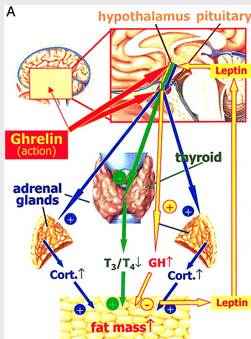 A
hypothalamus pituitary
Leptin
Ghrelin
(action)
thyroid
adrenal
glands
−
+
+
+
T3/T4↓
GH↑
Cort.↑
Cort.↑
+
+
−
+
Leptin
fat mass↑